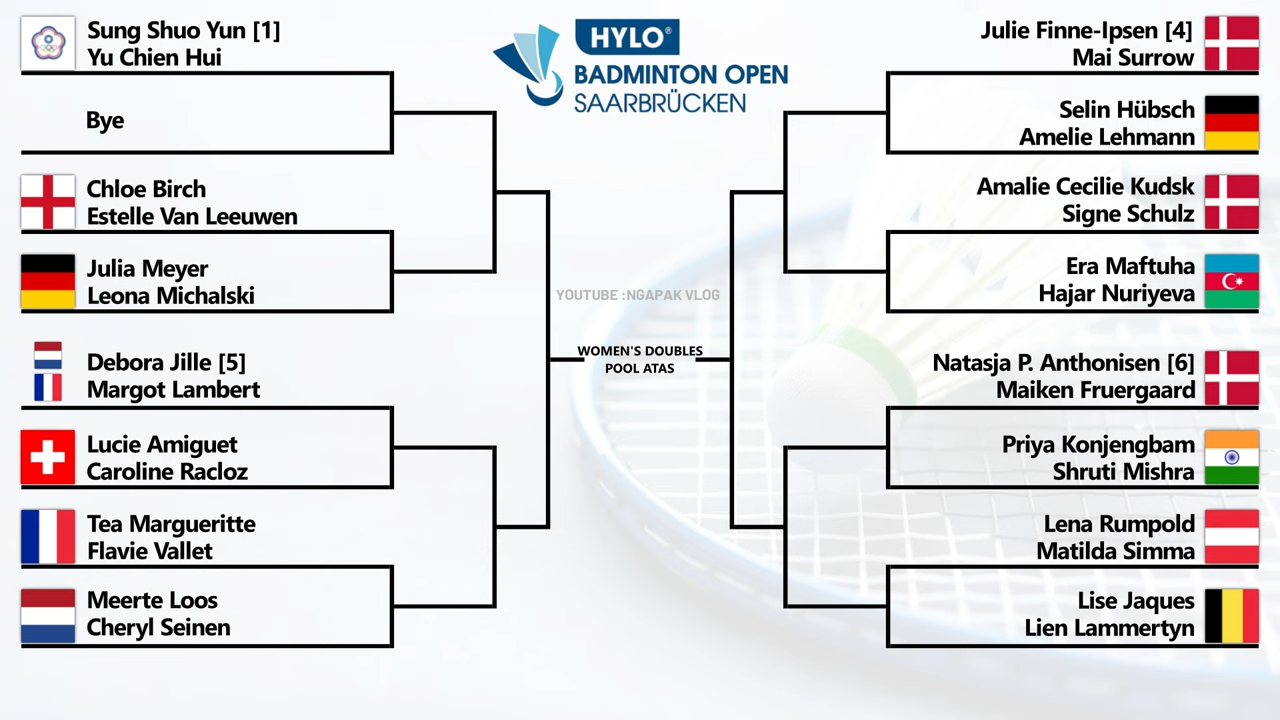 Sung Shuo Yun [1]
Yu Chien Hui
Bye
Chloe Birch
Estelle Van Leeuwen
Julia Meyer
Leona Michalski
Debora Jille [5]
Margot Lambert
Lucie Amiguet
Caroline Racloz
Tea Margueritte
Flavie Vallet
Meerte Loos
Cheryl Seinen
HYLO®
BADMINTON OPEN
SAARBRÜCKEN
YOUTUBE :NGAPAK VLOG
WOMEN'S DOUBLES
POOL ATAS
Julie Finne-Ipsen [4]
Mai Surrow
Selin Hübsch
Amelie Lehmann
Amalie Cecilie Kudsk
Signe Schulz
Era Maftuha
Hajar Nuriyeva
Natasja P. Anthonisen [6]
Maiken Fruergaard
Priya Konjengbam
Shruti Mishra
Lena Rumpold
Matilda Simma
Lise Jaques
Lien Lammertyn